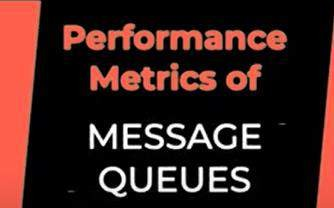 Performance
Metrics of
MESSAGE
QUEUES